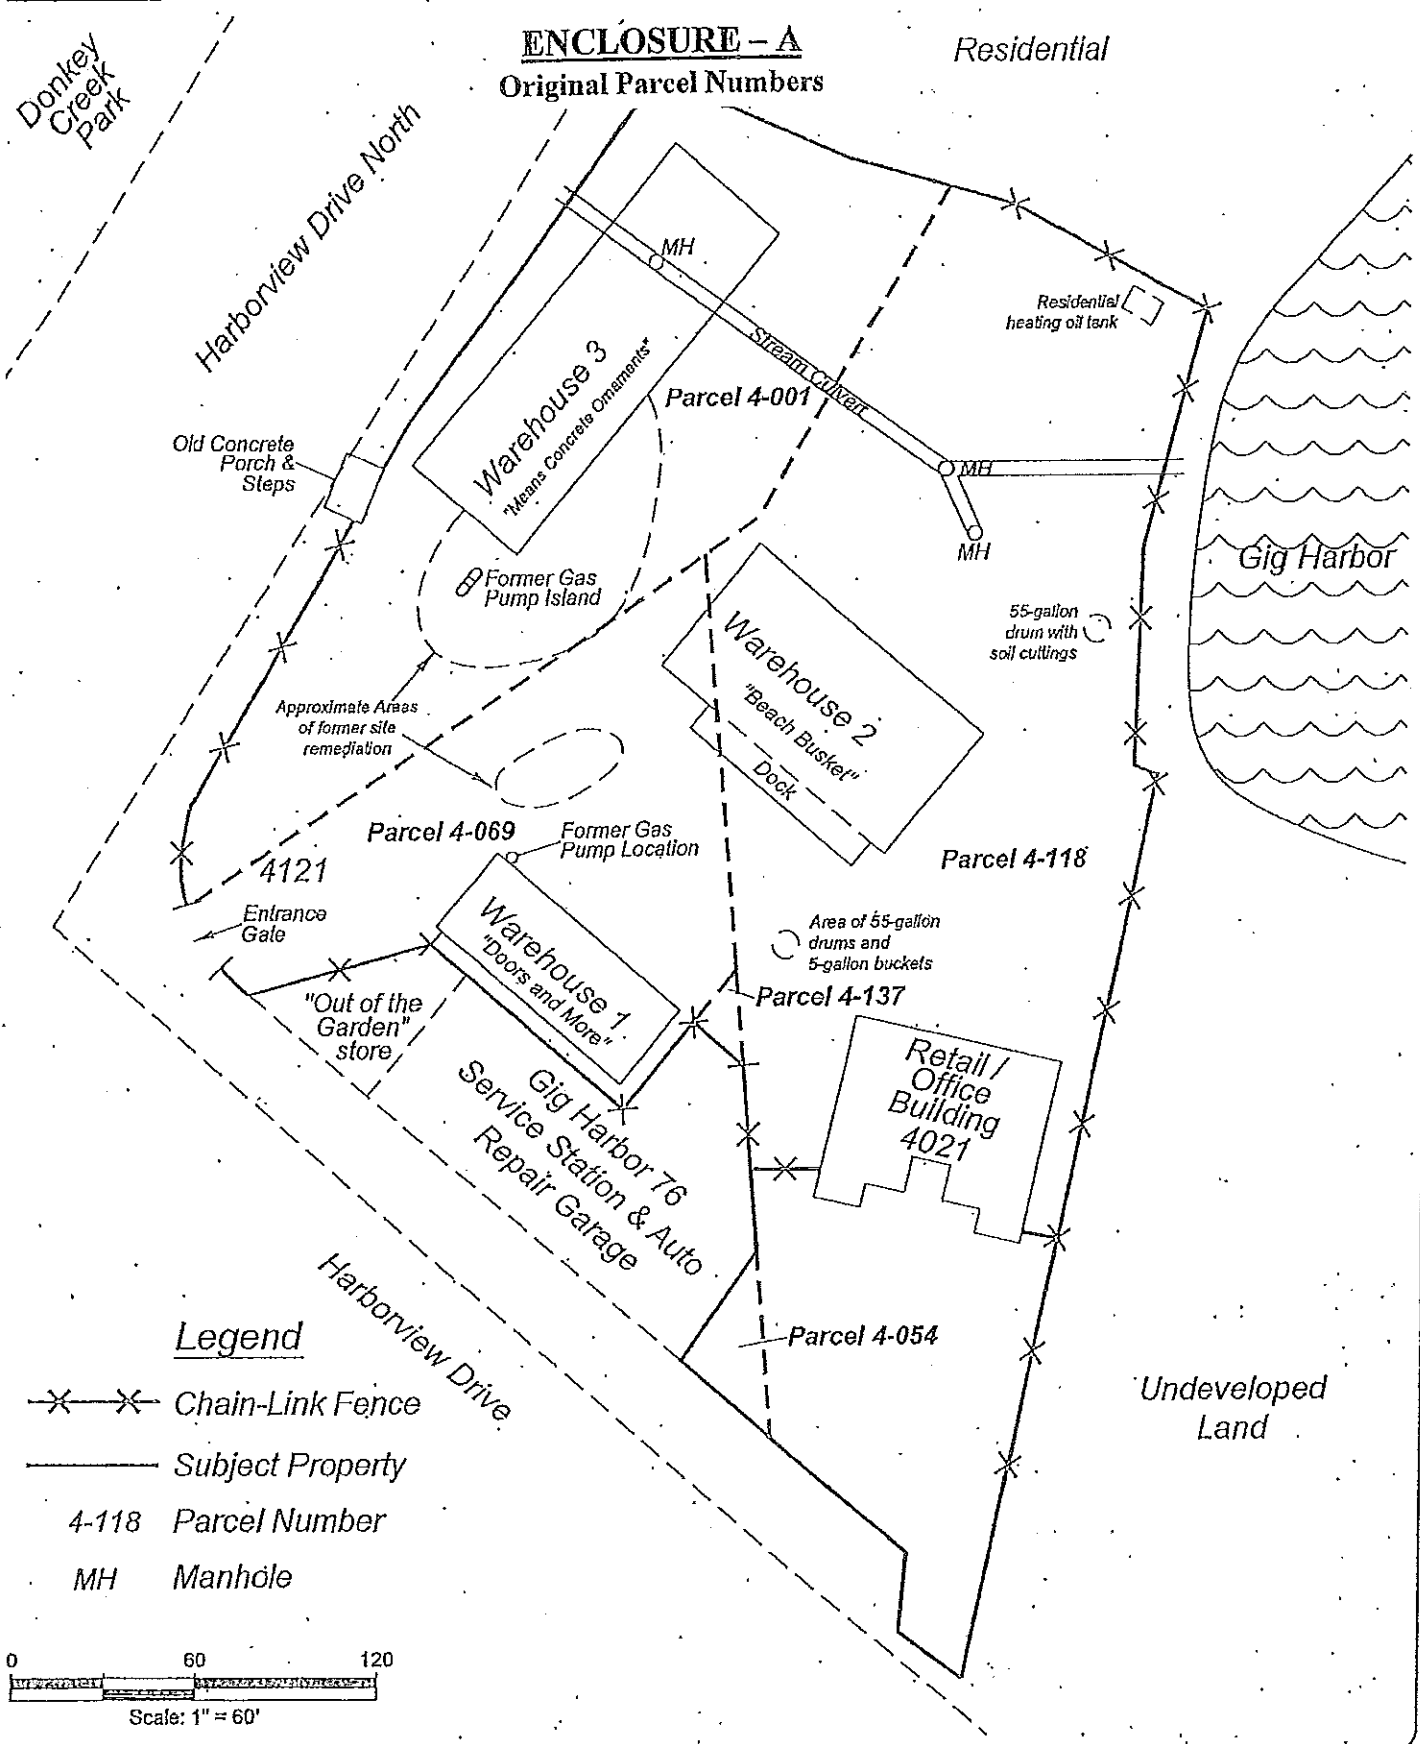 ENCLOSURE – A
Original Parcel Numbers
Residential
Donkey
Creek
Park
Harborview Drive North
MH
Residential
heating oil tank
Stream Culvert
Warehouse 3
"Means Concrete Ornaments"
Parcel 4-001
Old Concrete
Porch &
Steps
MH
MH
Gig Harbor
Former Gas
Pump Island
55-gallon
drum with
soil cuttings
Warehouse 2
"Beach Busket"
Dock
Approximate Areas
of former site
remediation
Parcel 4-069
Former Gas
Pump Location
Parcel 4-118
4121
Entrance
Gate
Warehouse 1
"Doors and More"
Area of 55-gallon
drums and
5-gallon buckets
Parcel 4-137
"Out of the
Garden"
store
Retail /
Office
Building
4021
Gig Harbor 76
Service Station & Auto
Repair Garage
Harborview Drive
Parcel 4-054
Undeveloped
Land
Legend
Chain-Link Fence
Subject Property
4-118 Parcel Number
MH Manhole
0 60 120
Scale: 1" = 60'